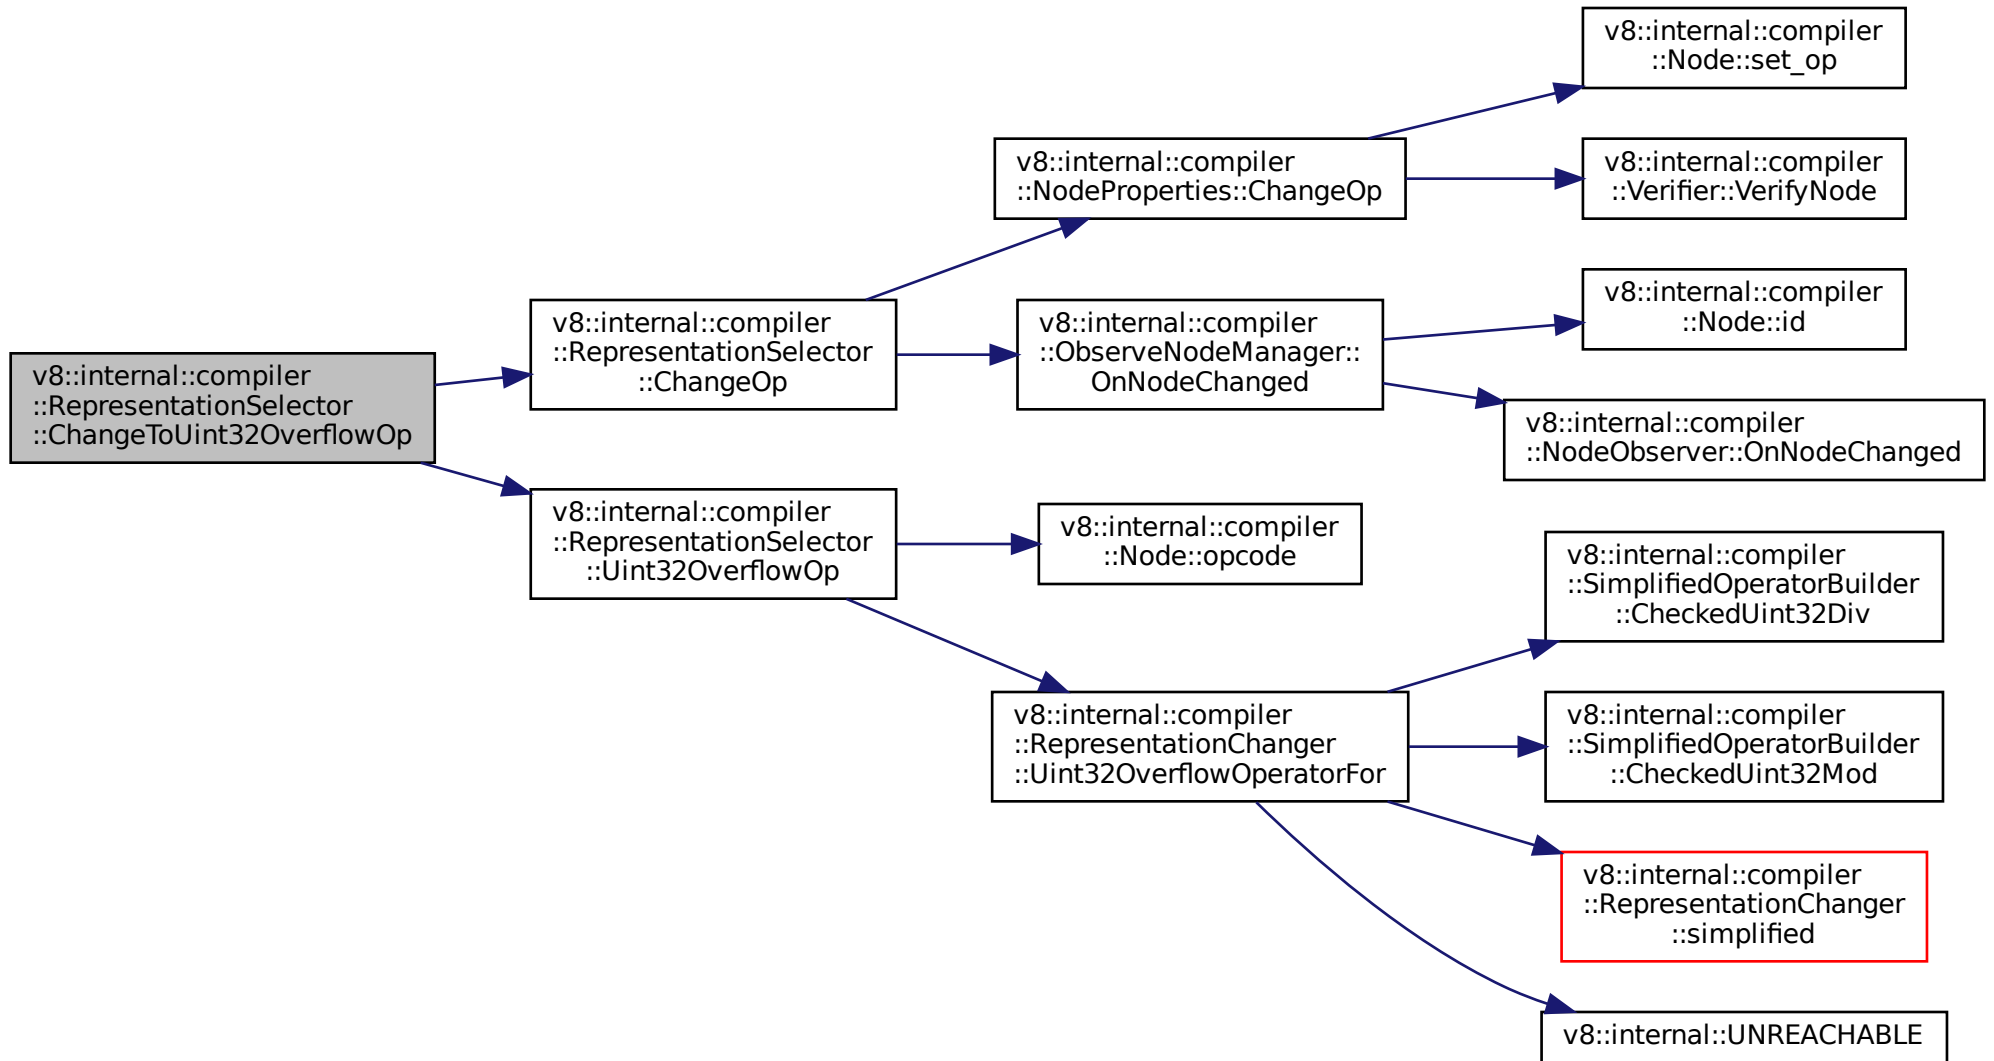 v8::internal::compiler
::RepresentationSelector
::ChangeToUint32OverflowOp
v8::internal::compiler
::RepresentationSelector
::ChangeOp
v8::internal::compiler
::NodeProperties::ChangeOp
v8::internal::compiler
::Node::set_op
v8::internal::compiler
::Verifier::VerifyNode
v8::internal::compiler
::ObserveNodeManager::
OnNodeChanged
v8::internal::compiler
::Node::id
v8::internal::compiler
::NodeObserver::OnNodeChanged
v8::internal::compiler
::RepresentationSelector
::Uint32OverflowOp
v8::internal::compiler
::Node::opcode
v8::internal::compiler
::RepresentationChanger
::Uint32OverflowOperatorFor
v8::internal::compiler
::SimplifiedOperatorBuilder
::CheckedUint32Div
v8::internal::compiler
::SimplifiedOperatorBuilder
::CheckedUint32Mod
v8::internal::compiler
::RepresentationChanger
::simplified
v8::internal::UNREACHABLE